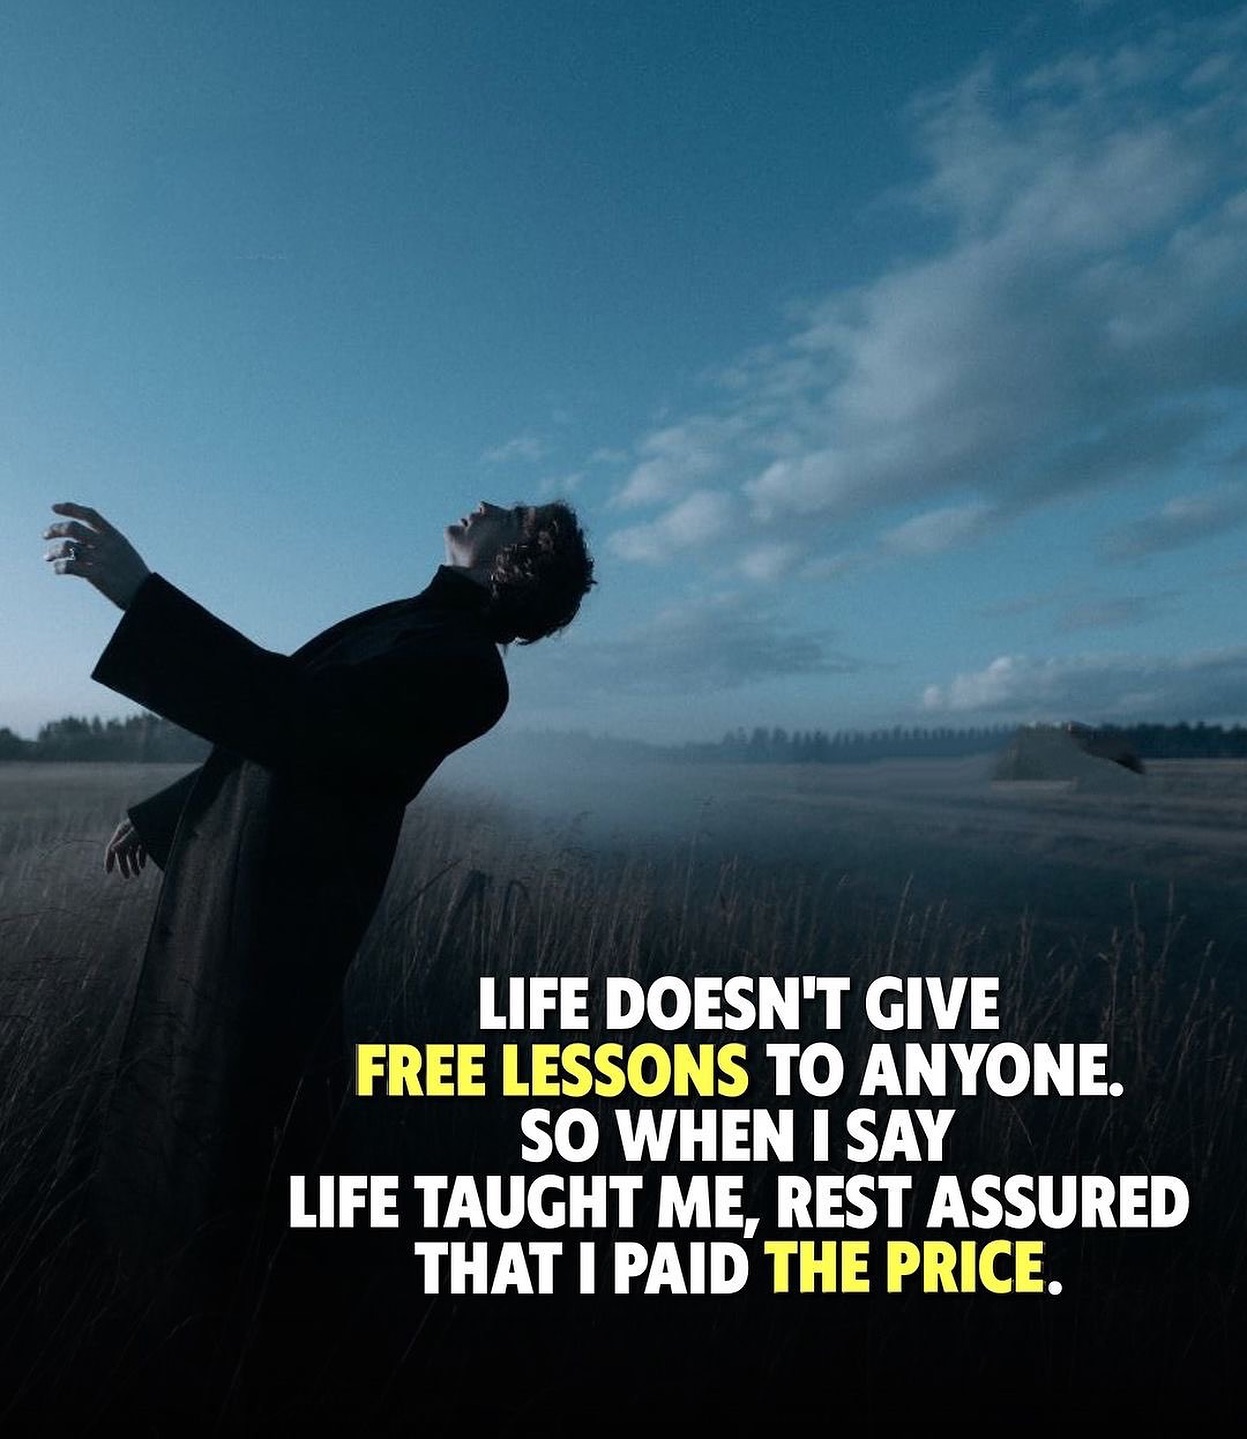 LIFE DOESN'T GIVE
FREE LESSONS TO ANYONE.
SO WHEN I SAY
LIFE TAUGHT ME, REST ASSURED
THAT I PAID THE PRICE.